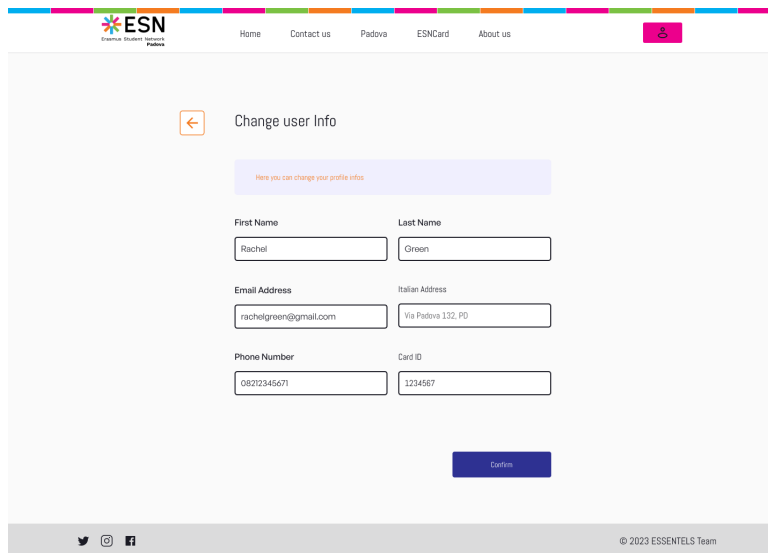 ESN
Erasmus Student Network
Padova
Home Contact us Padova ESNCard About us
Change user Info
Here you can change your profile infos
First Name Last Name
Rachel Green
Email Address Italian Address
rachelgreen@gmail.com Via Padova 132, PD
Phone Number Card ID
08212345671 1234567
Confirm
© 2023 ESSENTELS Team